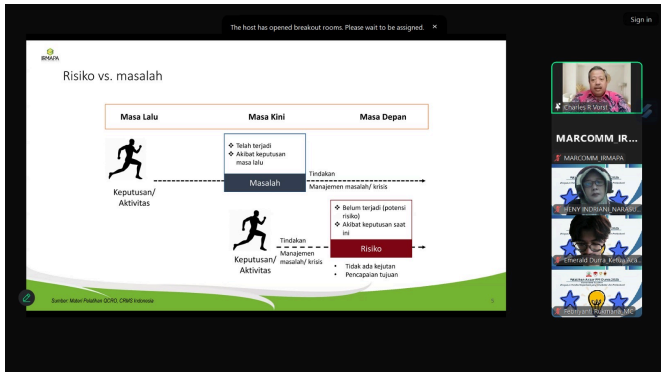 The host has opened breakout rooms. Please wait to be assigned. ×
Sign in
IRMAPA
Risiko vs. masalah
Masa Lalu
Masa Kini
Masa Depan
❖ Telah terjadi
❖ Akibat keputusan
masa lalu
Masalah
Tindakan
Manajemen masalah/ krisis
Keputusan/
Aktivitas
❖ Belum terjadi (potensi
risiko)
❖ Akibat keputusan saat
ini
Risiko
Tindakan
Manajemen
masalah/ krisis
Keputusan/
Aktivitas
• Tidak ada kejutan
• Pencapaian tujuan
Sumber: Materi Pelatihan QCRO, CRMS Indonesia
5
Charles R Vorst
MARCOMM_IR...
MARCOMM_IRMAPA
HENY INDRIANI_NARASU...
Emerald Dutra_Ketua Aca...
Febriyanti Rukmana_MC